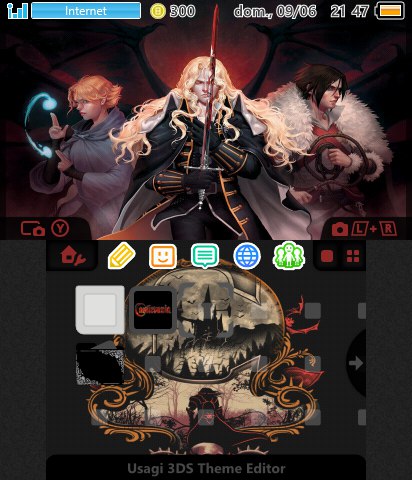 Internet 300 dom., 09/06 21 47
Y L + R
Castlevania
Usagi 3DS Theme Editor